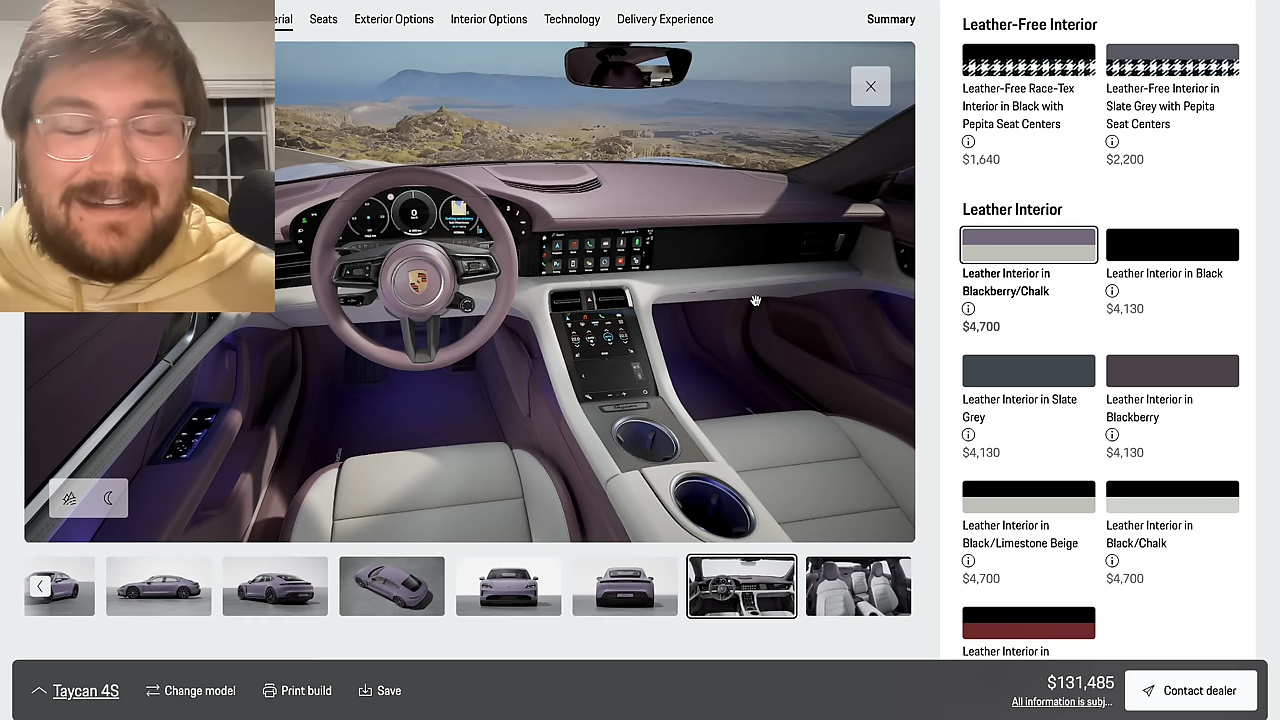 Seats
Exterior Options
Interior Options
Technology
Delivery Experience
Summary
Leather-Free Interior
Leather-Free Race-Tex
Interior in Black with
Pepita Seat Centers
$1,640
Leather-Free Interior in
Slate Grey with Pepita
Seat Centers
$2,200
Leather Interior
Leather Interior in
Blackberry/Chalk
$4,700
Leather Interior in Black
$4,130
Leather Interior in Slate
Grey
$4,130
Leather Interior in
Blackberry
$4,130
Leather Interior in
Black/Limestone Beige
$4,700
Leather Interior in
Black/Chalk
$4,700
Leather Interior in
Taycan 4S
Change model
Print build
Save
$131,485
All information is subj...
Contact dealer